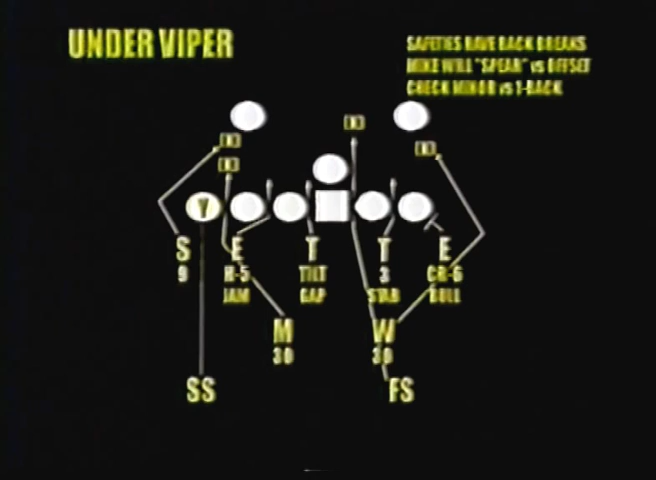 UNDER VIPER
SAFETIES HAVE BACK BREAKS
MIKE WILL "SPEAR" vs OFFSET
CHECK MINOR vs 1-BACK
Y
S E T T E
9 H-5 TILT 3 CR-6
JAM GAP STAB BULL
M W
30 30
SS FS